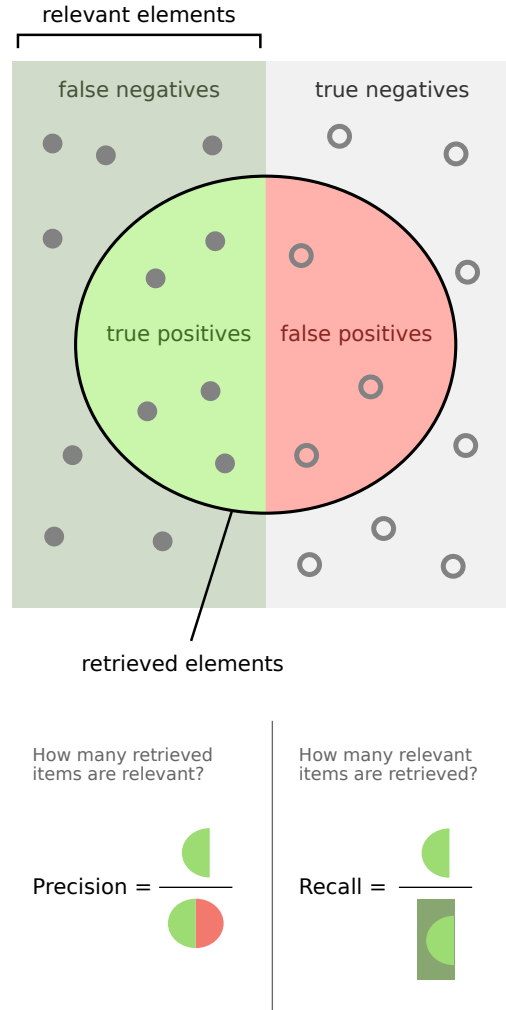 relevant elements
false negatives
true negatives
true positives
false positives
retrieved elements
How many retrieved
items are relevant?
Precision =
How many relevant
items are retrieved?
Recall =